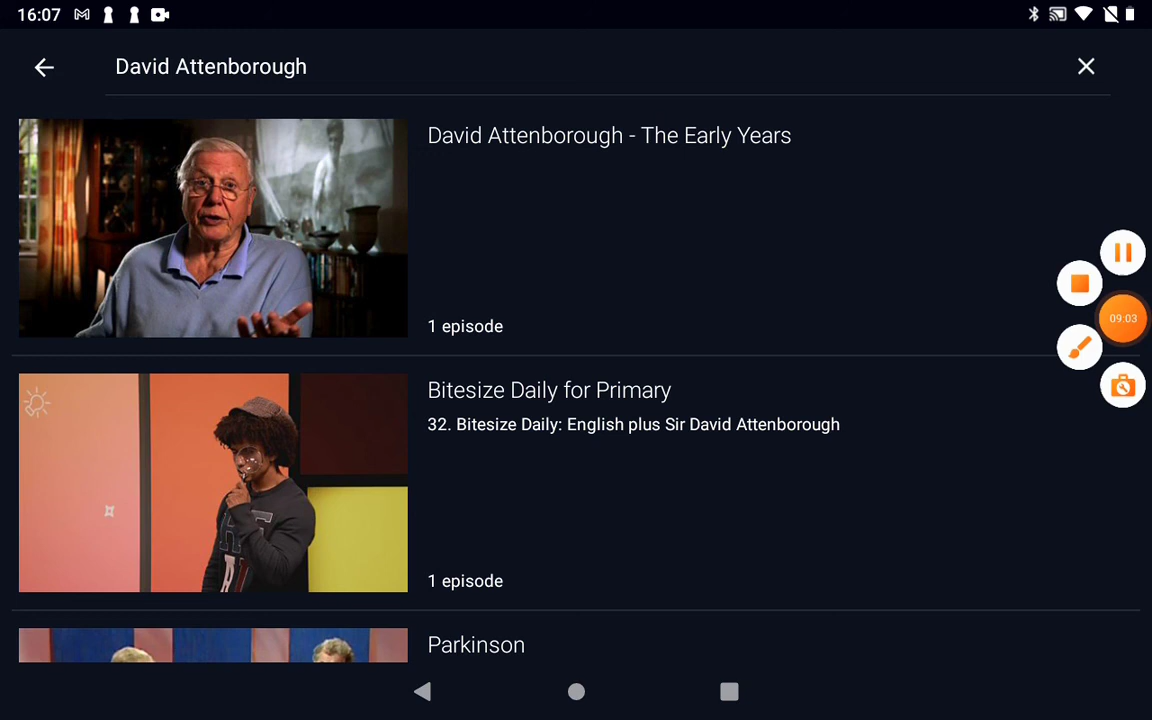 16:07
David Attenborough
David Attenborough - The Early Years
1 episode
09:03
Bitesize Daily for Primary
32. Bitesize Daily: English plus Sir David Attenborough
1 episode
Parkinson